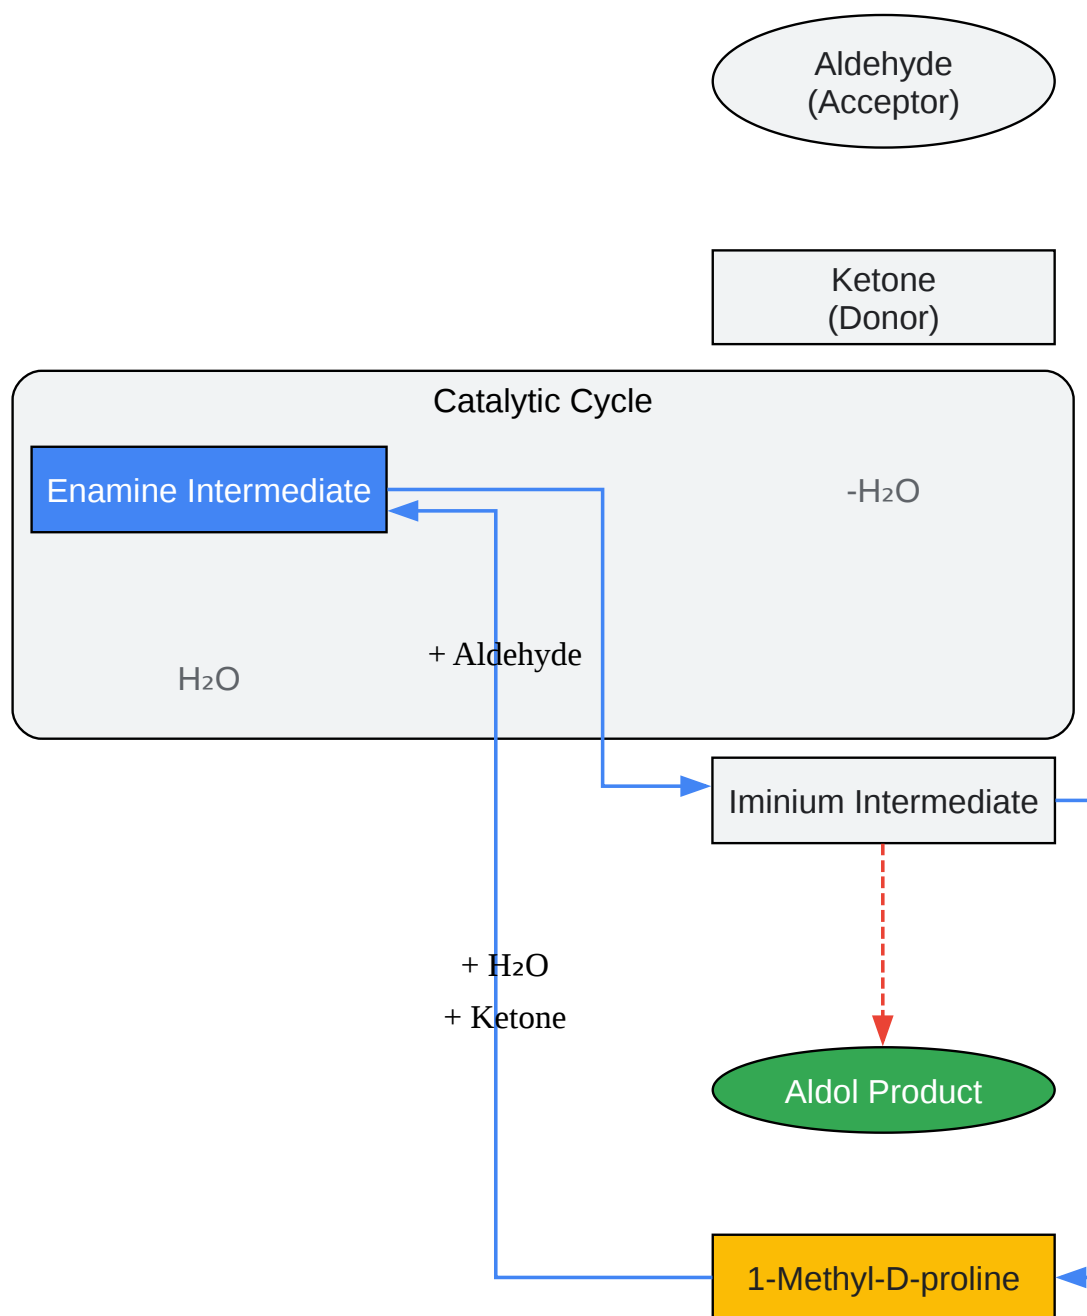 Aldehyde
(Acceptor)
Ketone
(Donor)
Catalytic Cycle
Enamine Intermediate
-H₂O
+ Aldehyde
H₂O
Iminium Intermediate
+ H₂O
+ Ketone
Aldol Product
1-Methyl-D-proline